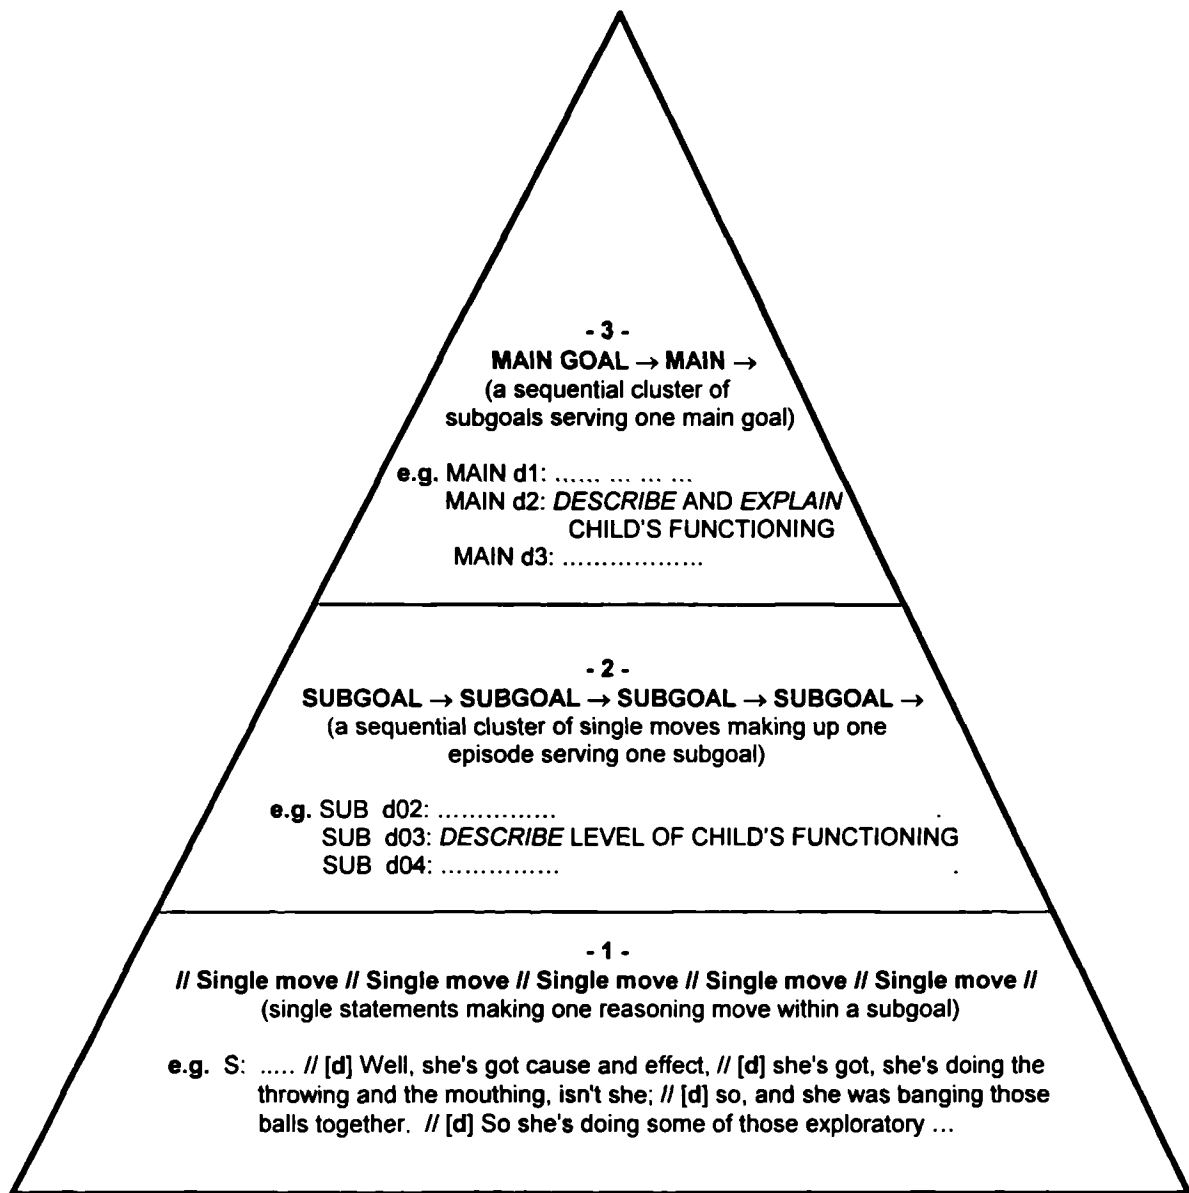 - 3 -
MAIN GOAL → MAIN →
(a sequential cluster of
subgoals serving one main goal)
e.g. MAIN d1: ...... ... ... ...
MAIN d2: DESCRIBE AND EXPLAIN
CHILD'S FUNCTIONING
MAIN d3: ..................
- 2 -
SUBGOAL → SUBGOAL → SUBGOAL → SUBGOAL →
(a sequential cluster of single moves making up one
episode serving one subgoal)
e.g. SUB d02: ...............
SUB d03: DESCRIBE LEVEL OF CHILD'S FUNCTIONING
SUB d04: ...............
- 1 -
// Single move // Single move // Single move // Single move // Single move //
(single statements making one reasoning move within a subgoal)
e.g. S: ..... // [d] Well, she's got cause and effect, // [d] she's got, she's doing the
throwing and the mouthing, isn't she; // [d] so, and she was banging those
balls together. // [d] So she's doing some of those exploratory ...